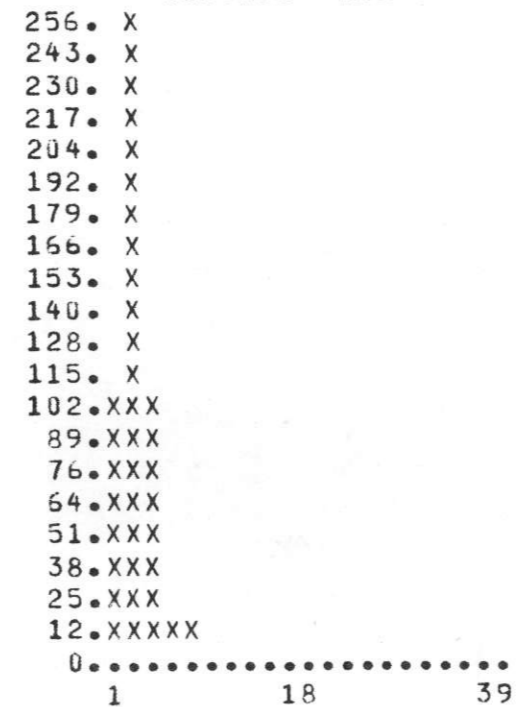 256. X
243. X
230. X
217. X
204. X
192. X
179. X
166. X
153. X
140. X
128. X
115. X
102.XXX
89.XXX
76.XXX
64.XXX
51.XXX
38.XXX
25.XXX
12.XXXXX
0......................
1 18 39